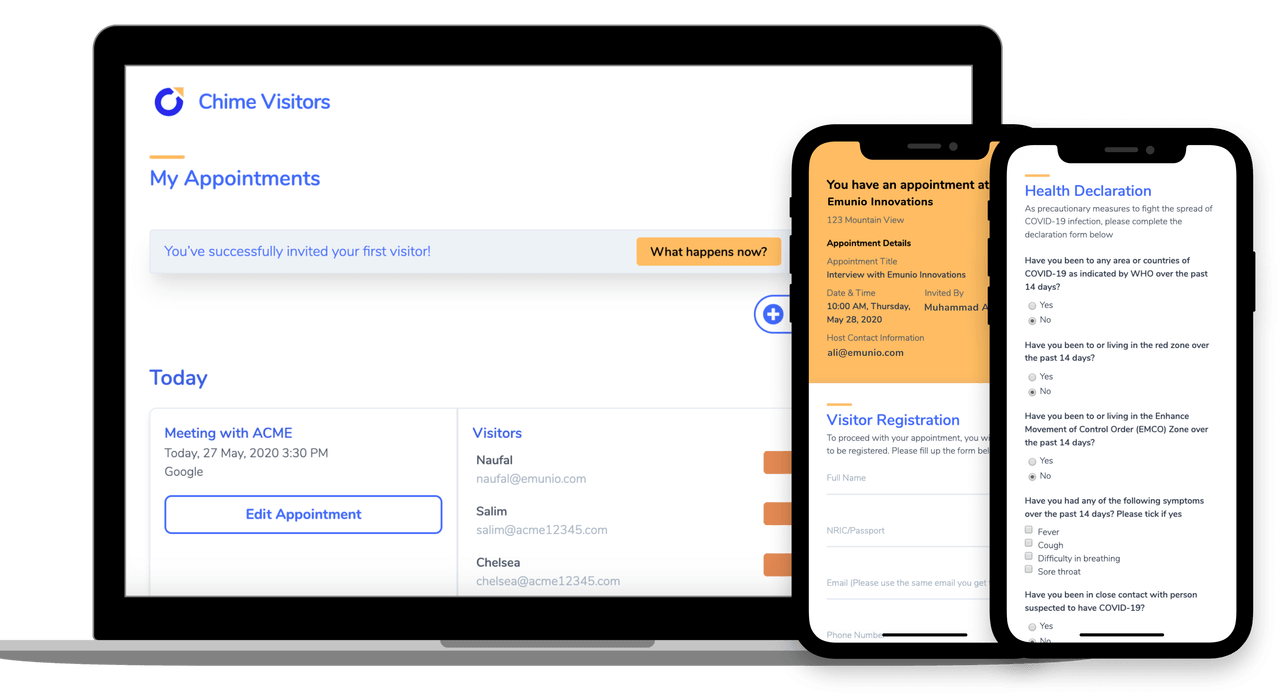 Chime Visitors
My Appointments
You've successfully invited your first visitor!
What happens now?
Today
Meeting with ACME
Today, 27 May, 2020 3:30 PM
Google
Edit Appointment
Visitors
Naufal
naufal@emunio.com
Salim
salim@acme12345.com
Chelsea
chelsea@acme12345.com
You have an appointment at
Emunio Innovations
123 Mountain View
Appointment Details
Appointment Title
Interview with Emunio Innovations
Date & Time
10:00 AM, Thursday,
May 28, 2020
Invited By
Muhammad A
Host Contact Information
ali@emunio.com
Visitor Registration
To proceed with your appointment, you
to be registered. Please fill up the form
Full Name
NRIC/Passport
Email (Please use the same email you get
Phone Number
Health Declaration
As precautionary measures to fight the spread of
COVID-19 infection, please complete the
declaration form below
Have you been to any area or countries of
COVID-19 as indicated by WHO over the past
14 days?
Yes
No
Have you been to or living in the red zone over
the past 14 days?
Yes
No
Have you been to or living in the Enhance
Movement of Control Order (EMCO) Zone over
the past 14 days?
Yes
No
Have you had any of the following symptoms
over the past 14 days? Please tick if yes
Fever
Cough
Difficulty in breathing
Sore throat
Have you been in close contact with person
suspected to have COVID-19?
Yes
No